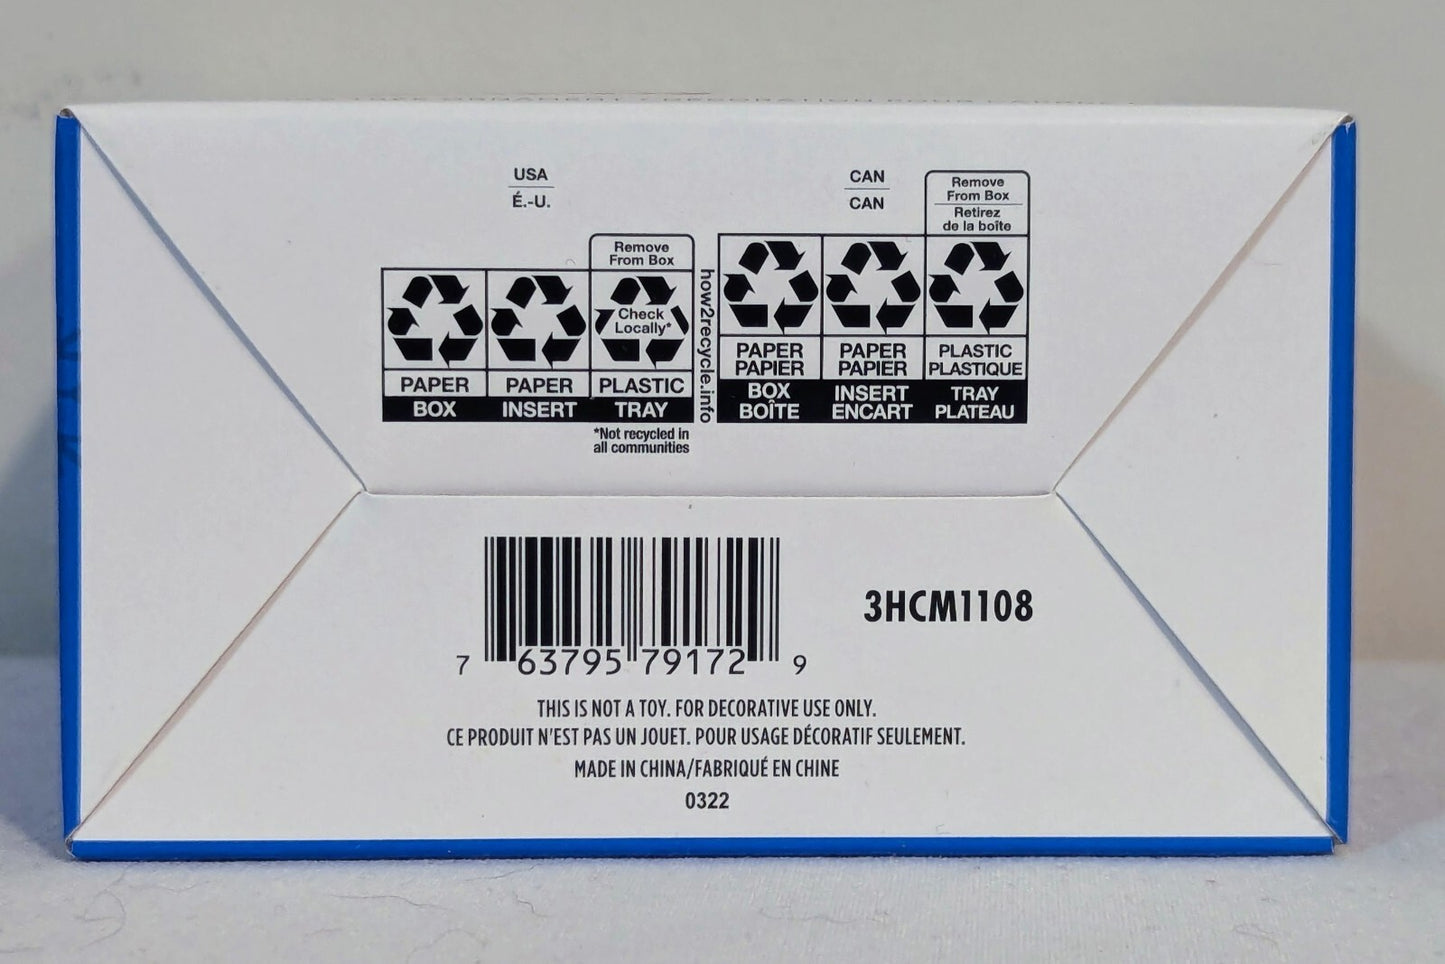 USA
É.-U.
Remove
From Box
Check
Locally*
PAPER
BOX
PAPER
INSERT
PLASTIC
TRAY
*Not recycled in
all communities
how2recycle.info
CAN
CAN
Remove
From Box
Retirez
de la boîte
PAPER
PAPIER
BOX
BOÎTE
PAPER
PAPIER
INSERT
ENCART
PLASTIC
PLASTIQUE
TRAY
PLATEAU
7 63795 79172 9
3HCM1108
THIS IS NOT A TOY. FOR DECORATIVE USE ONLY.
CE PRODUIT N'EST PAS UN JOUET. POUR USAGE DÉCORATIF SEULEMENT.
MADE IN CHINA/FABRIQUÉ EN CHINE
0322